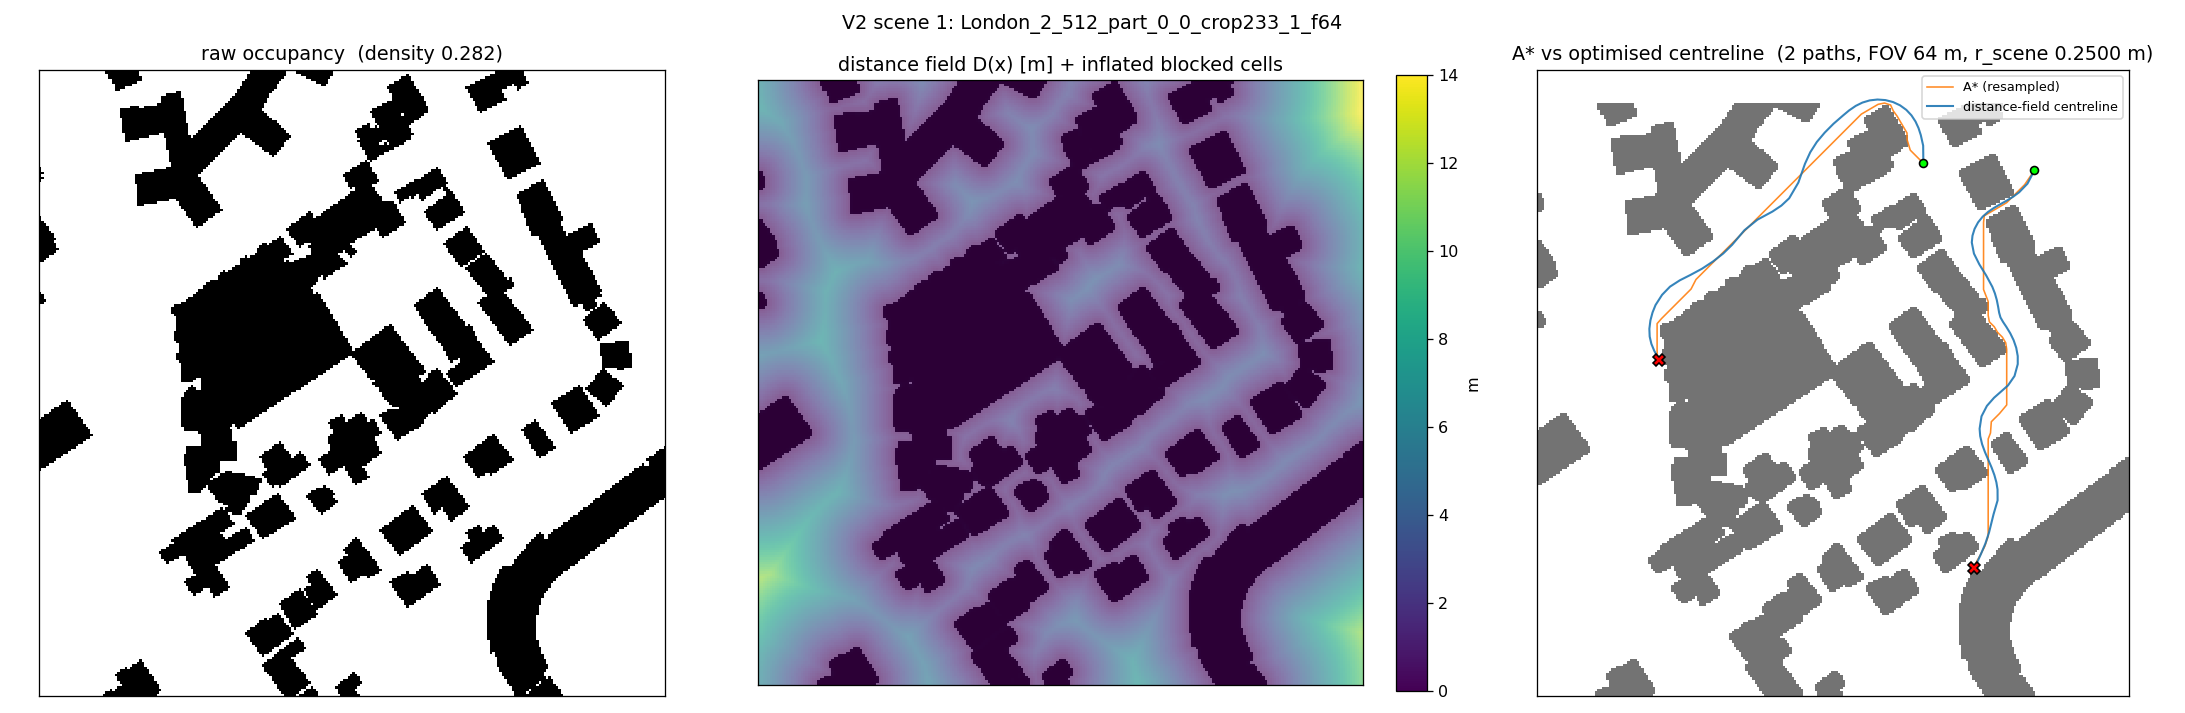 V2 scene 1: London_2_512_part_0_0_crop233_1_f64
raw occupancy  (density 0.282)
distance field D(x) [m] + inflated blocked cells
14
12
10
8
6
4
2
0
m
A* vs optimised centreline  (2 paths, FOV 64 m, r_scene 0.2500 m)
A* (resampled)
distance-field centreline